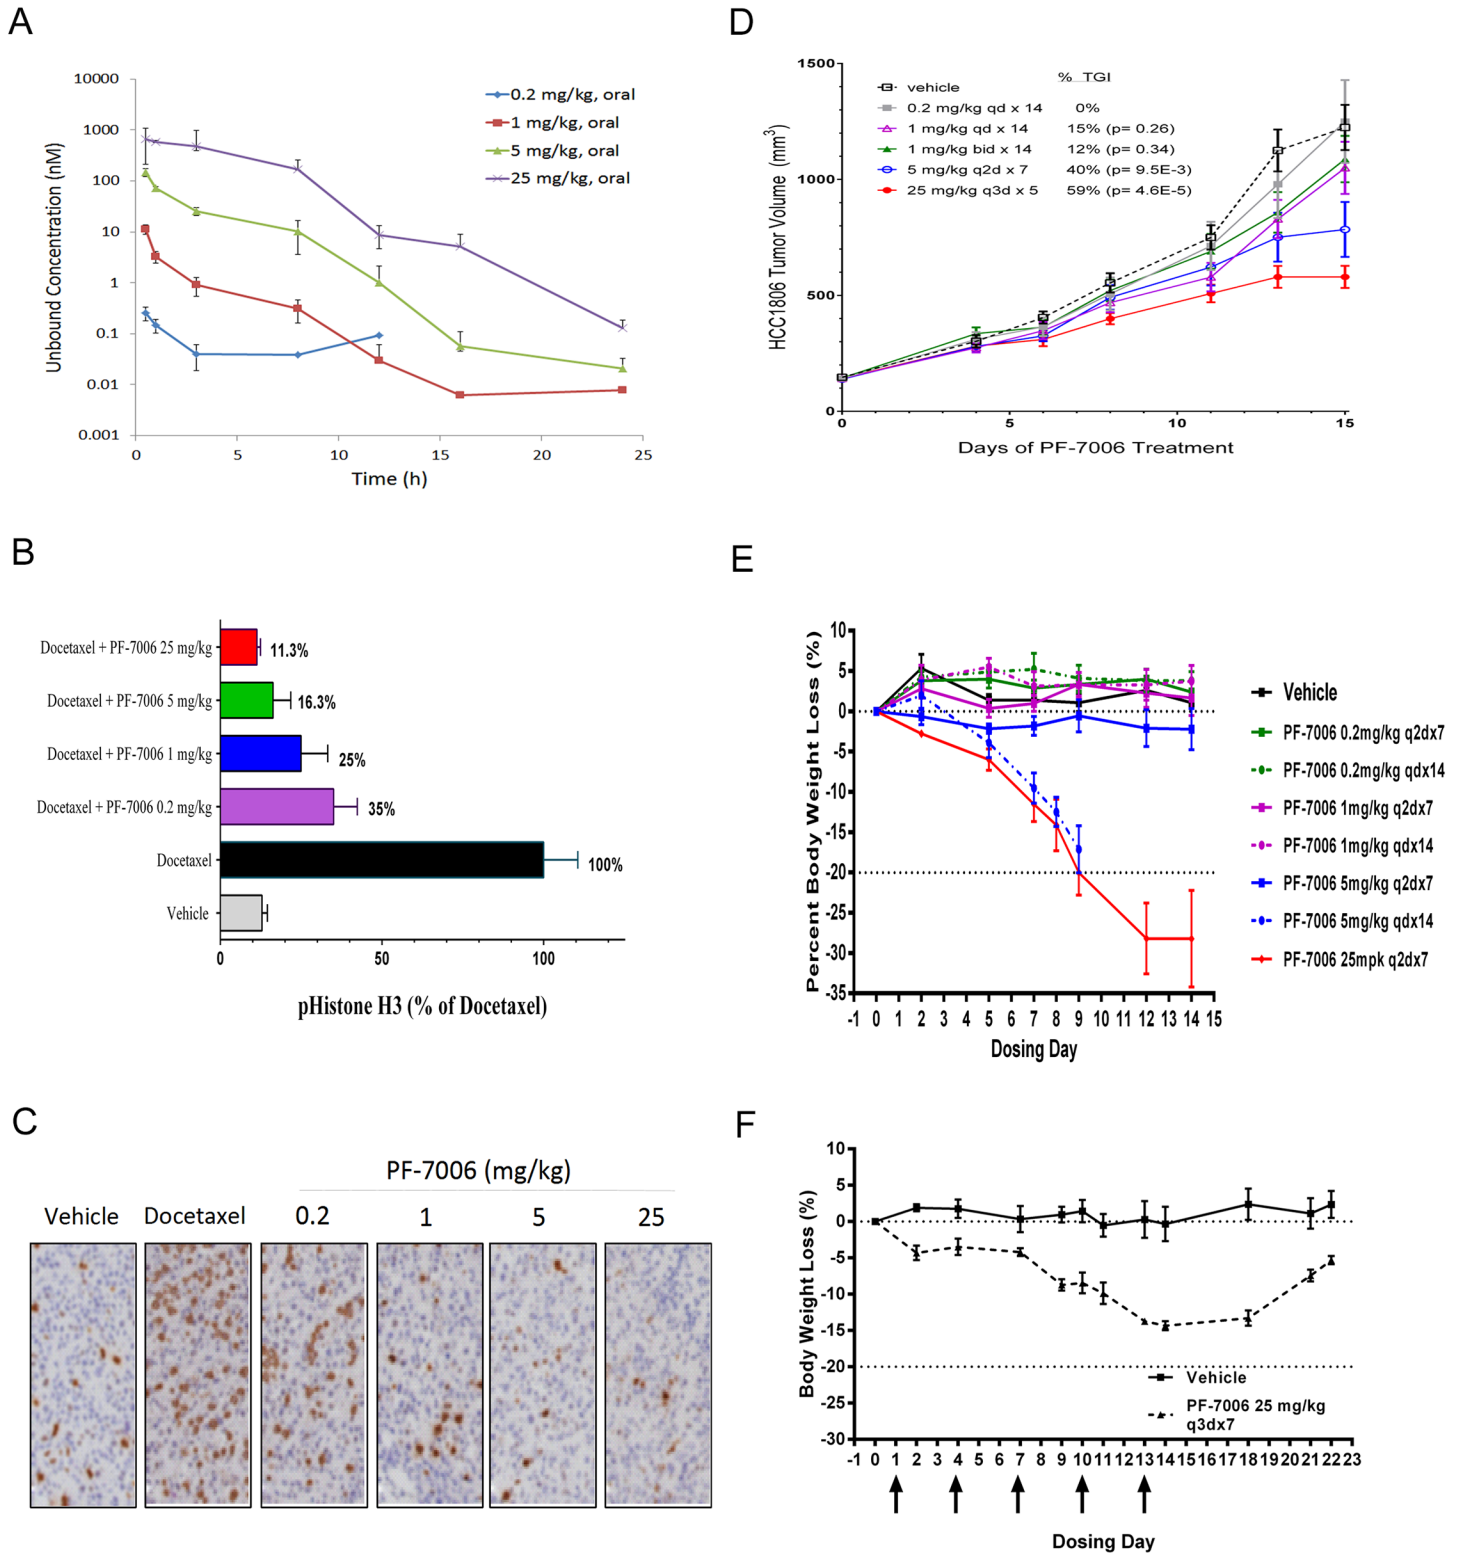 A
10000
1000
100
10
1
0.1
0.01
0.001
Unbound Concentration (nM)
0 5 10 15 20 25
Time (h)
0.2 mg/kg, oral
1 mg/kg, oral
5 mg/kg, oral
25 mg/kg, oral
B
Docetaxel + PF-7006 25 mg/kg 11.3%
Docetaxel + PF-7006 5 mg/kg 16.3%
Docetaxel + PF-7006 1 mg/kg 25%
Docetaxel + PF-7006 0.2 mg/kg 35%
Docetaxel 100%
Vehicle
0 50 100
pHistone H3 (% of Docetaxel)
C
PF-7006 (mg/kg)
Vehicle Docetaxel 0.2 1 5 25
D
1500
1000
500
0
HCC1806 Tumor Volume (mm³)
% TGI
vehicle
0.2 mg/kg qd x 14 0%
1 mg/kg qd x 14 15% (p= 0.26)
1 mg/kg bid x 14 12% (p= 0.34)
5 mg/kg q2d x 7 40% (p= 9.5E-3)
25 mg/kg q3d x 5 59% (p= 4.6E-5)
0 5 10 15
Days of PF-7006 Treatment
E
10
5
0
-5
-10
-15
-20
-25
-30
-35
Percent Body Weight Loss (%)
-1 0 1 2 3 4 5 6 7 8 9 10 11 12 13 14 15
Dosing Day
Vehicle
PF-7006 0.2mg/kg q2dx7
PF-7006 0.2mg/kg qdx14
PF-7006 1mg/kg q2dx7
PF-7006 1mg/kg qdx14
PF-7006 5mg/kg q2dx7
PF-7006 5mg/kg qdx14
PF-7006 25mpk q2dx7
F
10
5
0
-5
-10
-15
-20
-25
-30
Body Weight Loss (%)
Vehicle
PF-7006 25 mg/kg
q3dx7
-1 0 1 2 3 4 5 6 7 8 9 10 11 12 13 14 15 16 17 18 19 20 21 22 23
Dosing Day